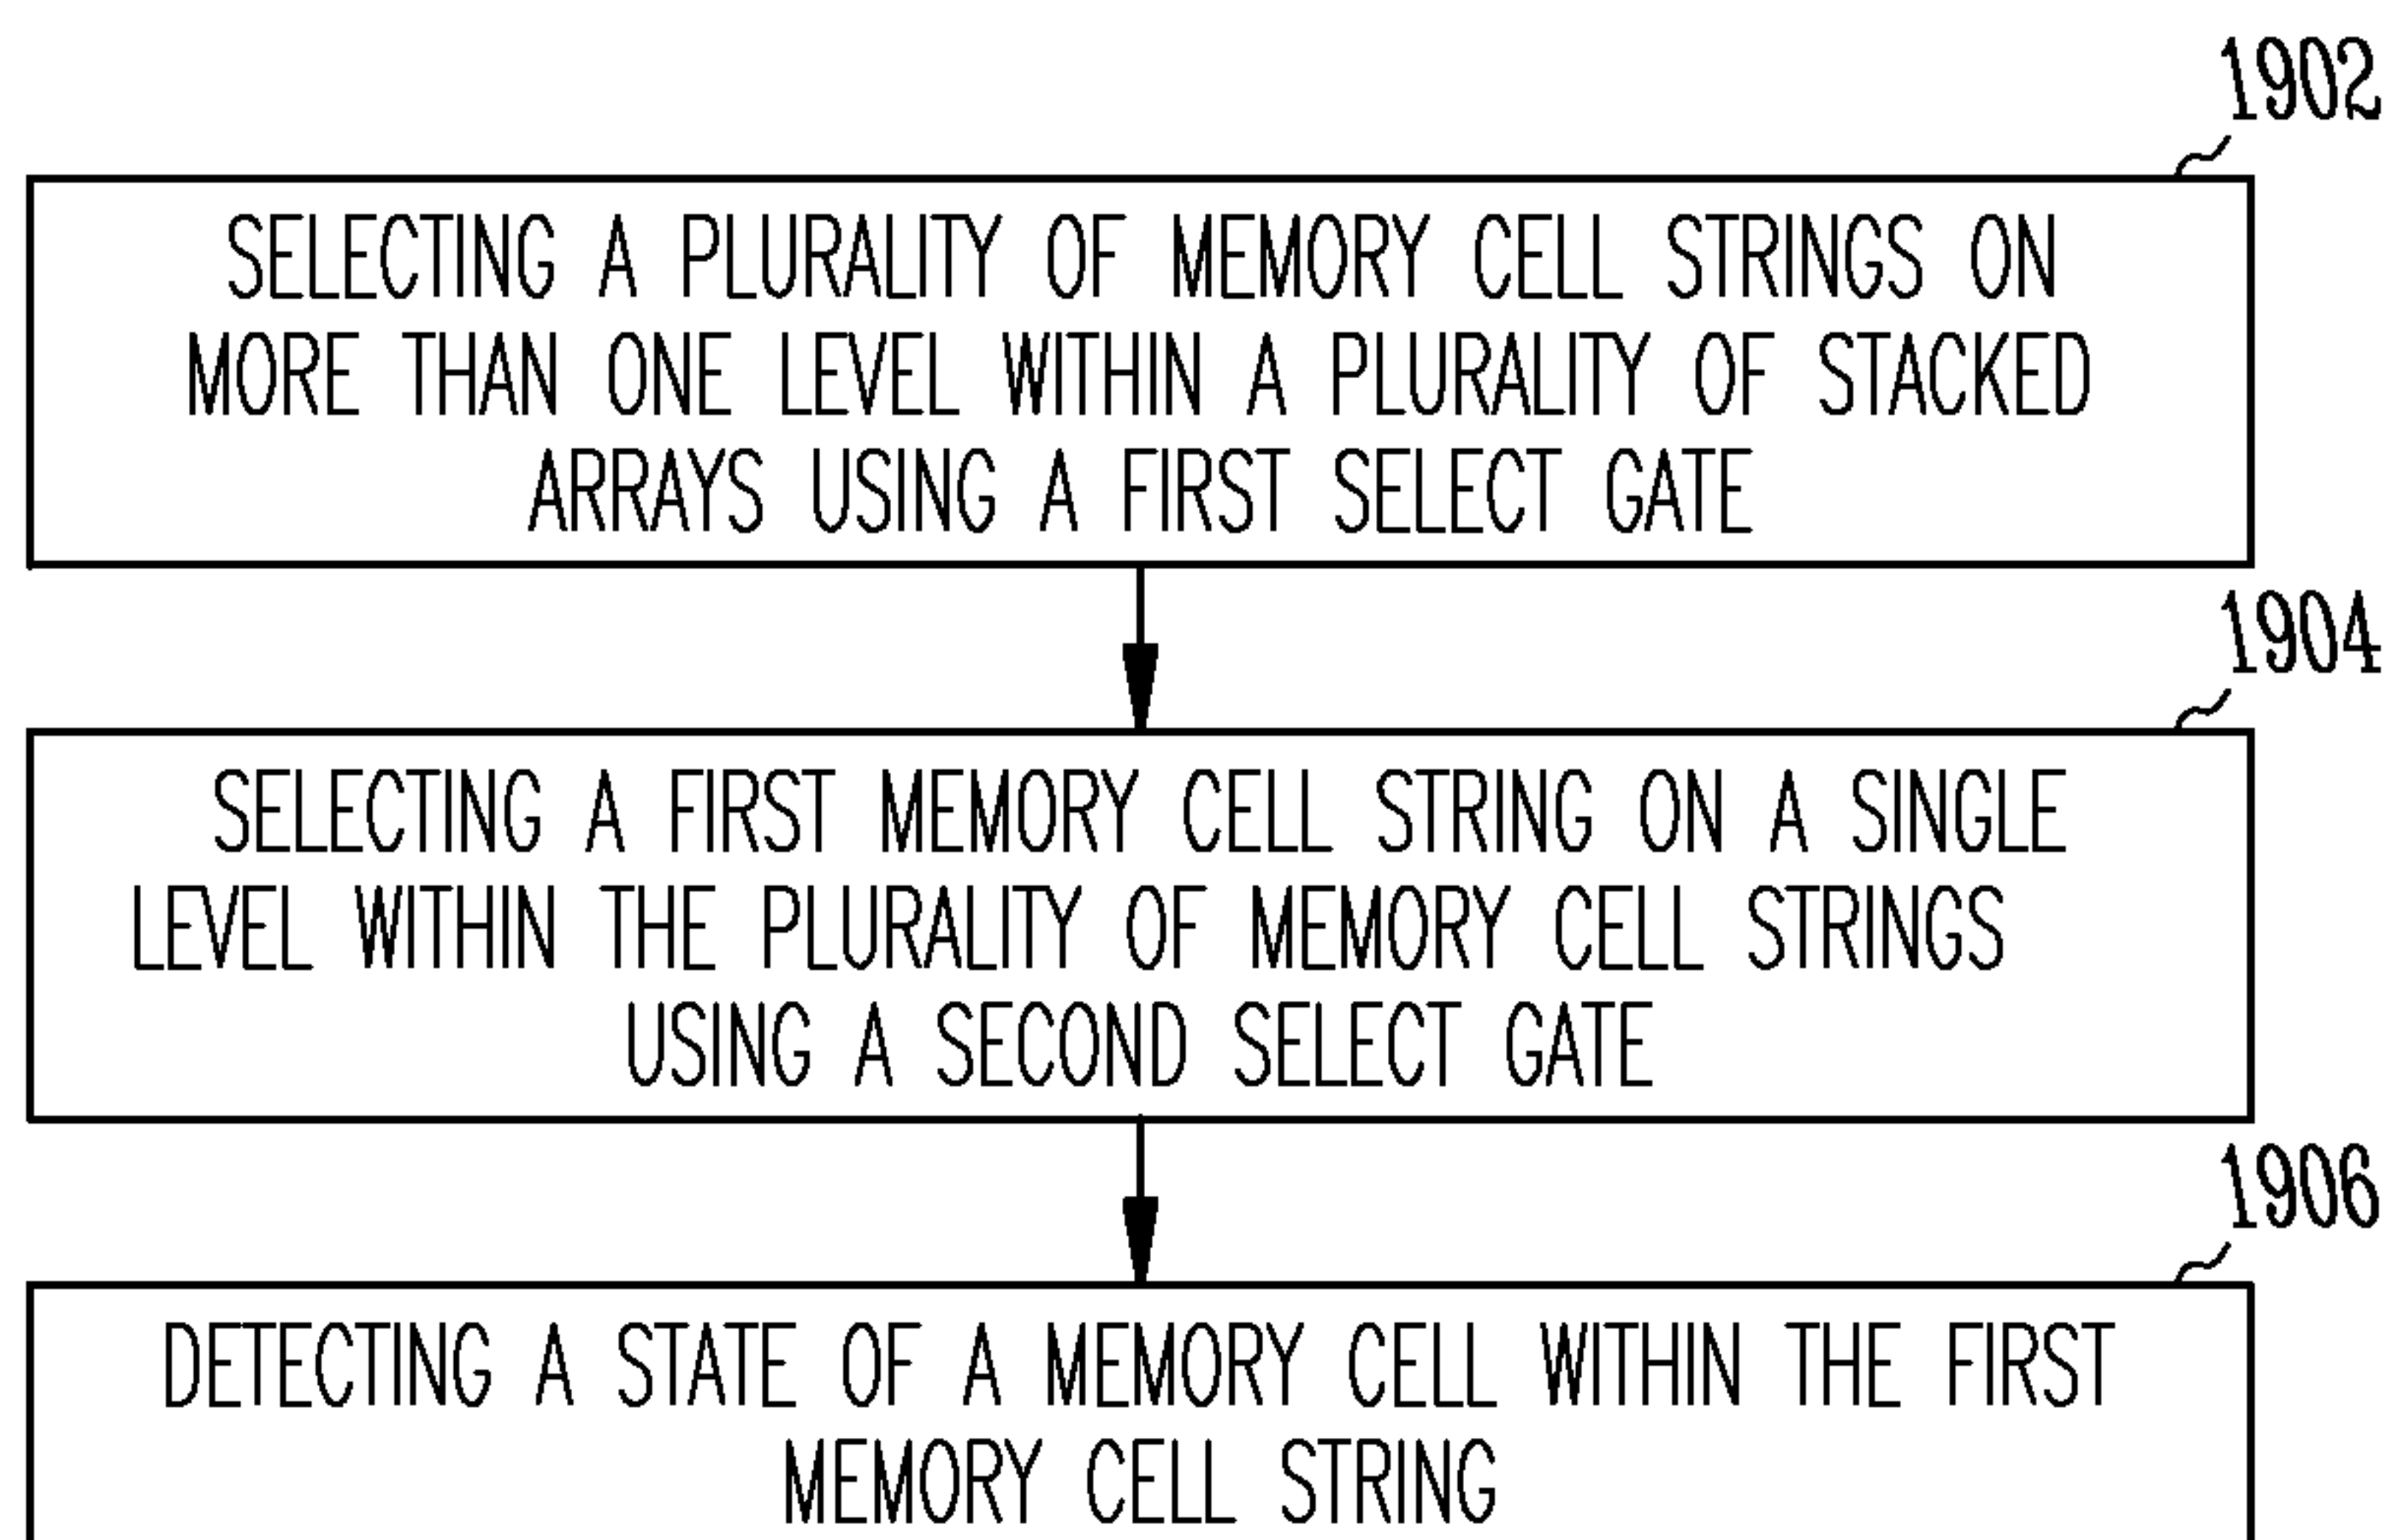 1902
SELECTING A PLURALITY OF MEMORY CELL STRINGS ON
MORE THAN ONE LEVEL WITHIN A PLURALITY OF STACKED
ARRAYS USING A FIRST SELECT GATE
1904
SELECTING A FIRST MEMORY CELL STRING ON A SINGLE
LEVEL WITHIN THE PLURALITY OF MEMORY CELL STRINGS
USING A SECOND SELECT GATE
1906
DETECTING A STATE OF A MEMORY CELL WITHIN THE FIRST
MEMORY CELL STRING